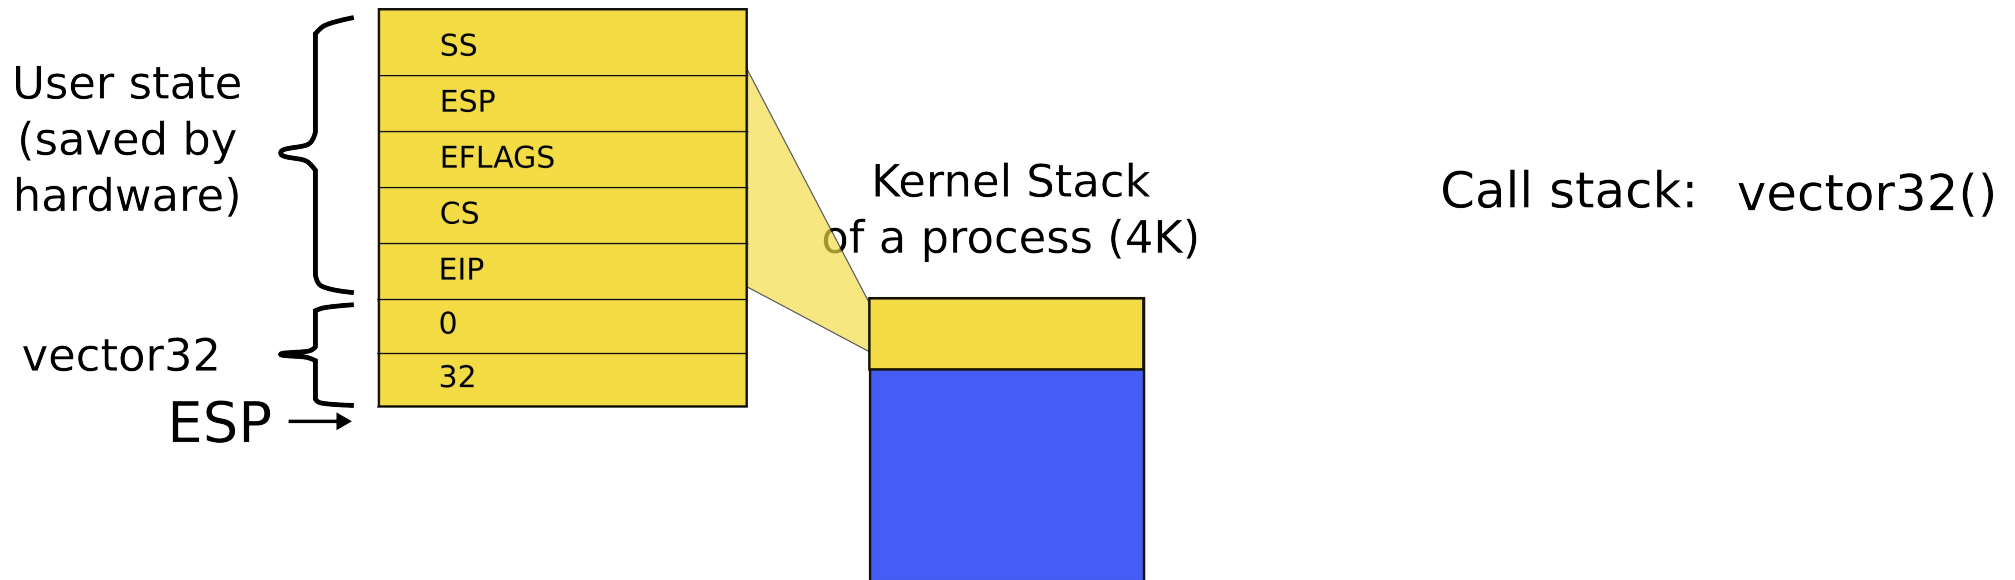 User state
(saved by
hardware)
vector32
ESP
SS
ESP
EFLAGS
CS
EIP
0
32
Kernel Stack
of a process (4K)
Call stack: vector32()